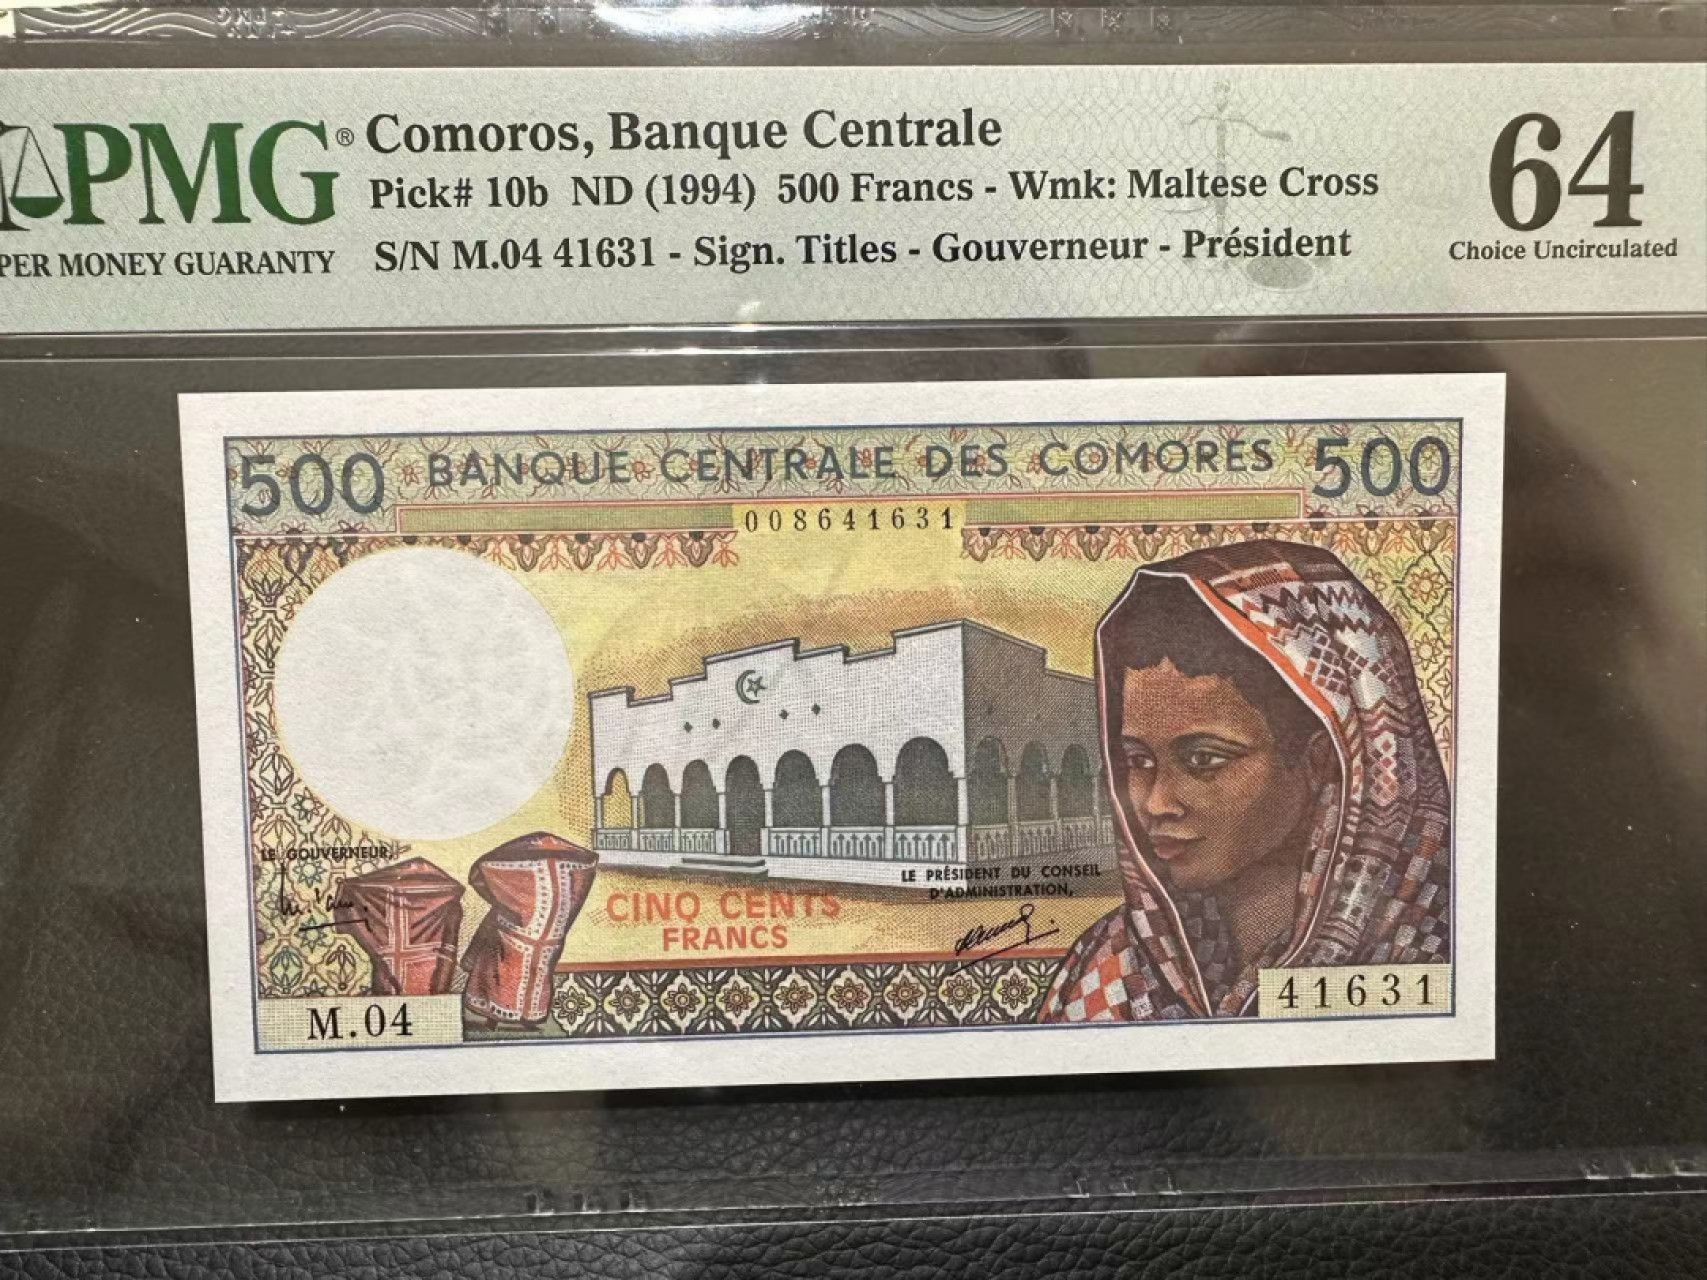 PMG® Comoros, Banque Centrale
Pick# 10b ND (1994) 500 Francs - Wmk: Maltese Cross
S/N M.04 41631 - Sign. Titles - Gouverneur - Président
PER MONEY GUARANTY
64
Choice Uncirculated
500 BANQUE CENTRALE DES COMORES 500
008641631
LE GOUVERNEUR,
LE PRÉSIDENT DU CONSEIL
D'ADMINISTRATION,
CINQ CENTS
FRANCS
M.04
41631